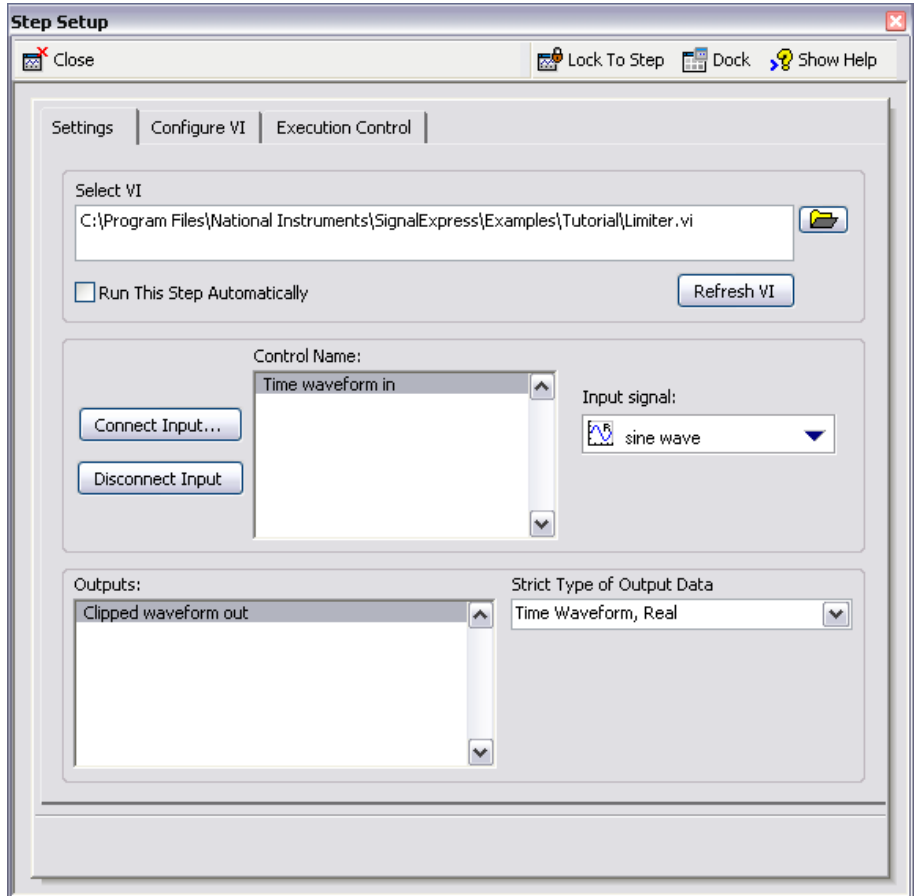 Step Setup
Close
Lock To Step
Dock
Show Help
Settings
Configure VI
Execution Control
Select VI
C:\Program Files\National Instruments\SignalExpress\Examples\Tutorial\Limiter.vi
Run This Step Automatically
Refresh VI
Control Name:
Time waveform in
Connect Input...
Disconnect Input
Input signal:
R
sine wave
Outputs:
Clipped waveform out
Strict Type of Output Data
Time Waveform, Real